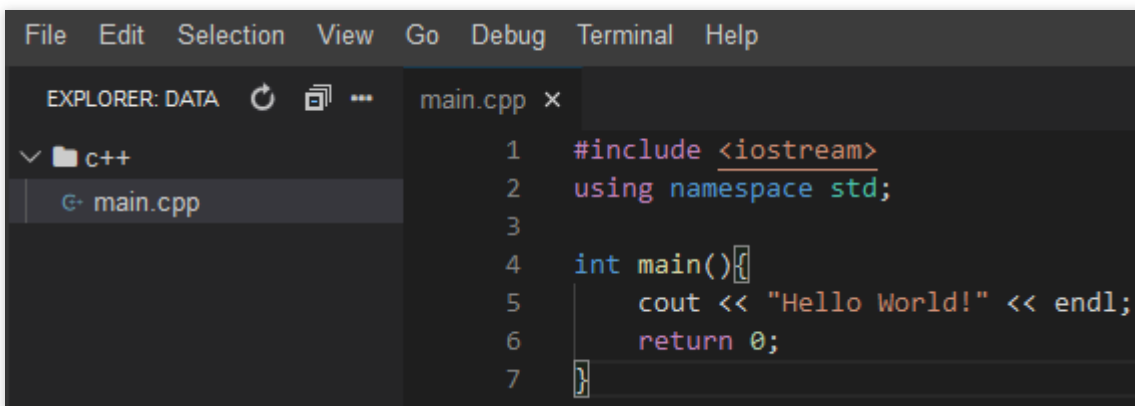 File Edit Selection View Go Debug Terminal Help
EXPLORER: DATA
main.cpp ×
c++
main.cpp
1 #include <iostream>
2 using namespace std;
3
4 int main(){
5     cout << "Hello World!" << endl;
6     return 0;
7 }